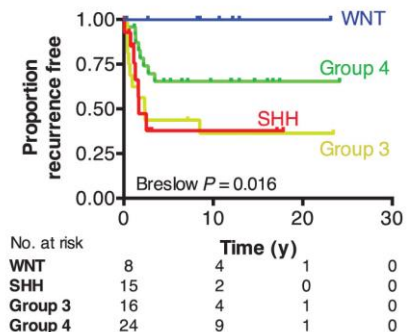 Proportion recurrence free
1.00
0.75
0.50
0.25
0.00
WNT
Group 4
SHH
Group 3
Breslow P = 0.016
0 10 20 30
Time (y)
No. at risk
WNT 8 4 1 0
SHH 15 2 0 0
Group 3 16 4 1 0
Group 4 24 9 1 0